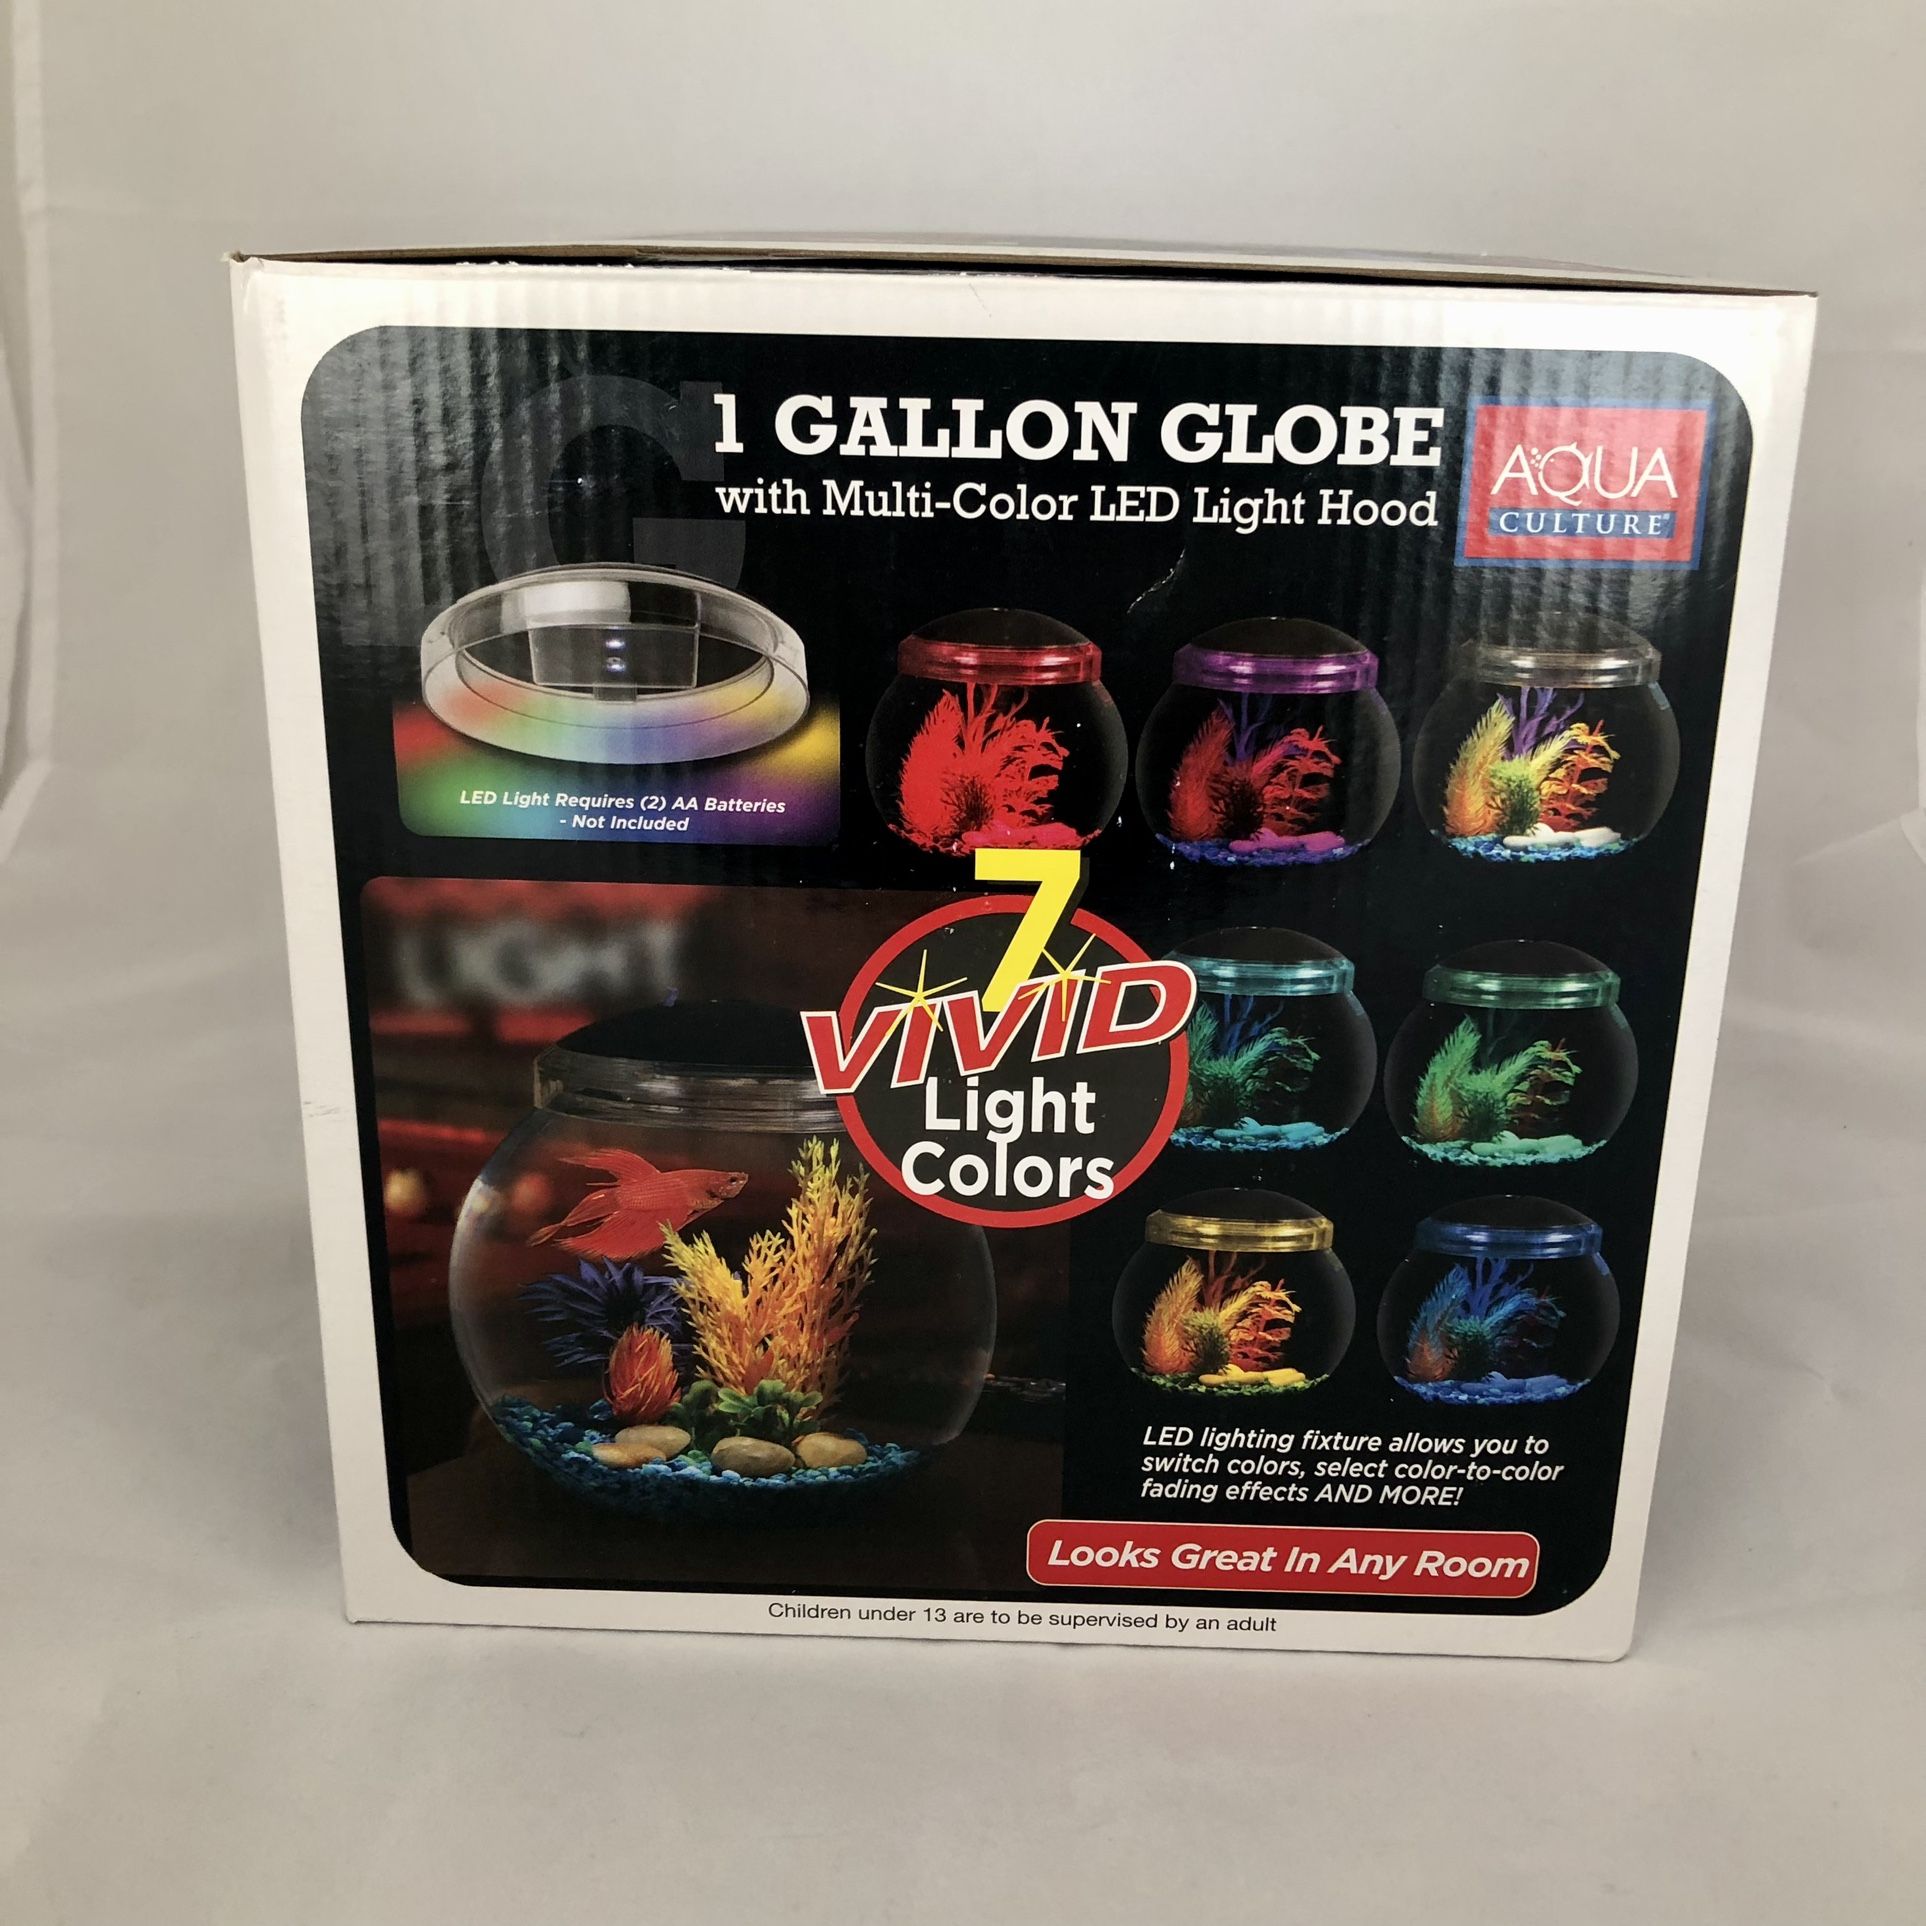 1 GALLON GLOBE
with Multi-Color LED Light Hood
AQUA
CULTURE
LED Light Requires (2) AA Batteries
- Not Included
7
VIVID
Light
Colors
LED lighting fixture allows you to
switch colors, select color-to-color
fading effects AND MORE!
Looks Great In Any Room
Children under 13 are to be supervised by an adult